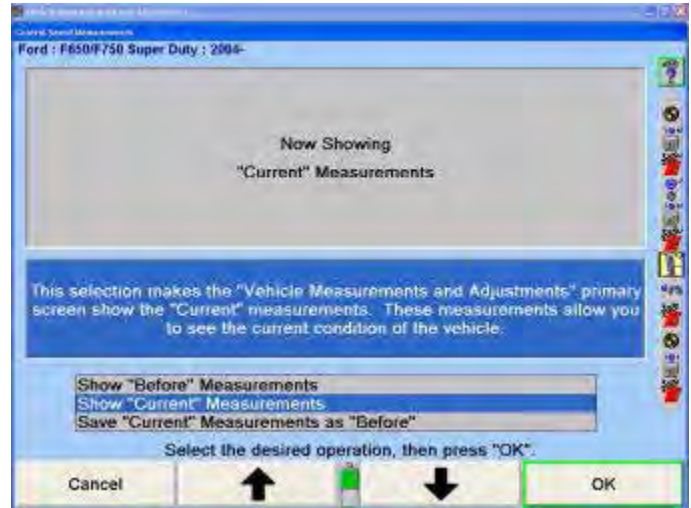 Ford : F650/F750 Super Duty : 2004-
Now Showing
"Current" Measurements
This selection makes the "Vehicle Measurements and Adjustments" primary
screen show the "Current" measurements. These measurements allow you
to see the current condition of the vehicle.
Show "Before" Measurements
Show "Current" Measurements
Save "Current" Measurements as "Before"
Select the desired operation, then press "OK".
Cancel
OK